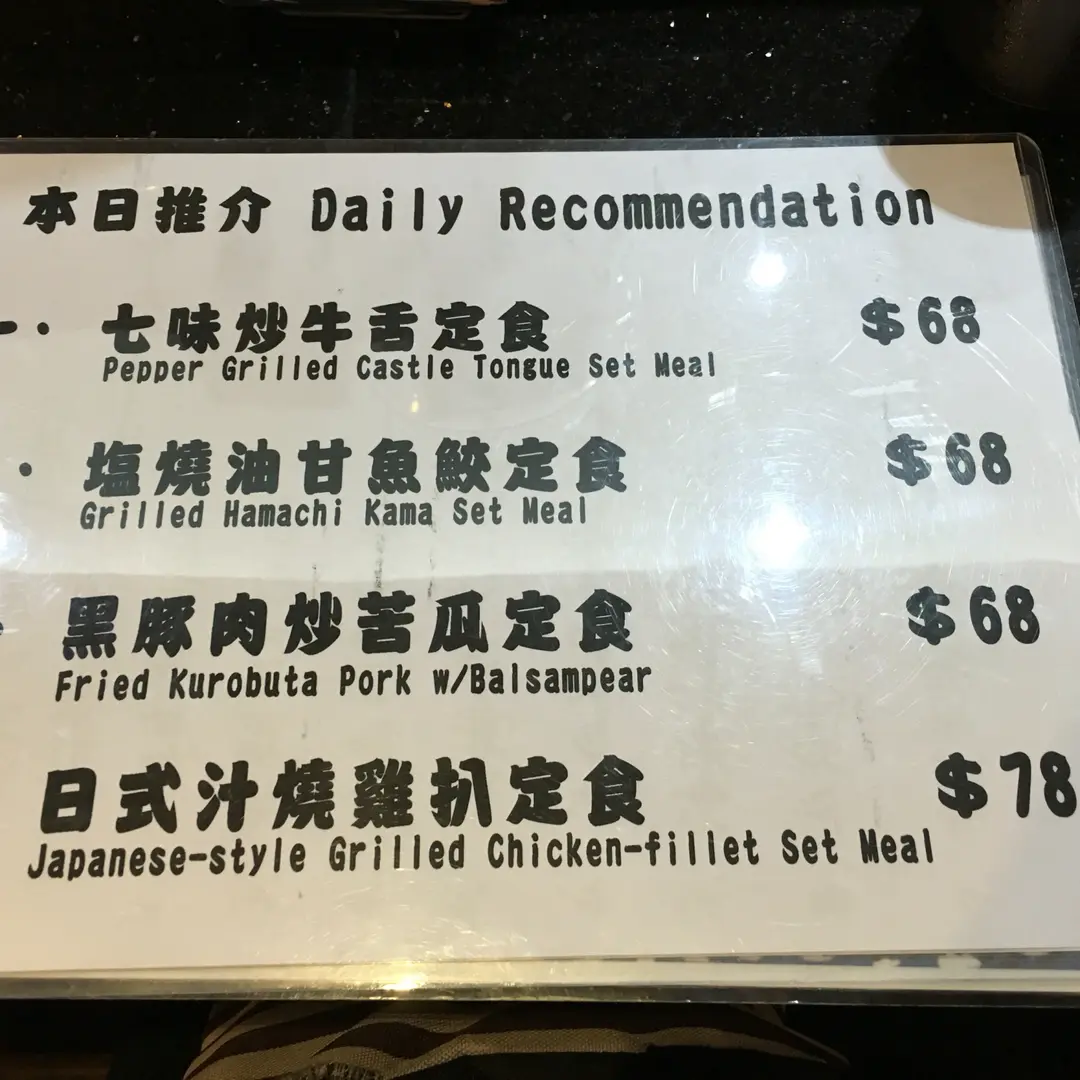 本日推介 Daily Recommendation
七味炒牛舌定食 $68
Pepper Grilled Castle Tongue Set Meal
塩燒油甘魚鮫定食 $68
Grilled Hamachi Kama Set Meal
黑豚肉炒苦瓜定食 $68
Fried Kurobuta Pork w/Balsampear
日式汁燒雞扒定食 $78
Japanese-style Grilled Chicken-fillet Set Meal